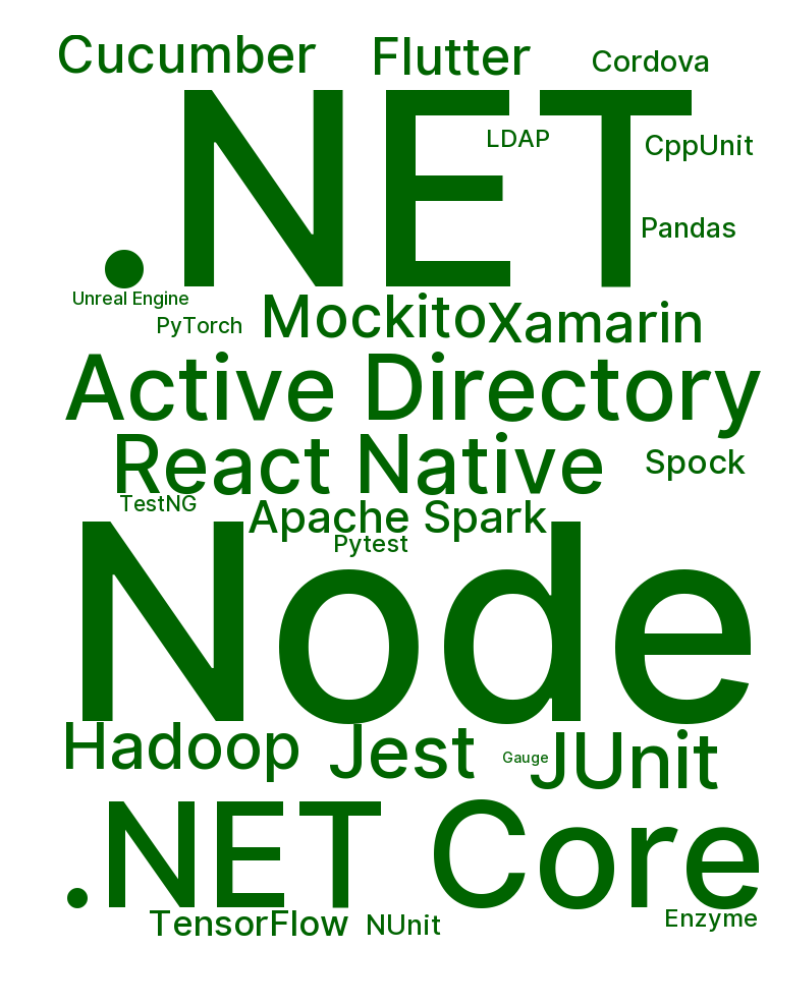 Cucumber
Flutter
Cordova
.NET
LDAP
CppUnit
Pandas
Unreal Engine
PyTorch
Mockito
Xamarin
Active Directory
React Native
Spock
TestNG
Apache Spark
Pytest
Node
Hadoop
Jest
Gauge
JUnit
.NET Core
TensorFlow
NUnit
Enzyme